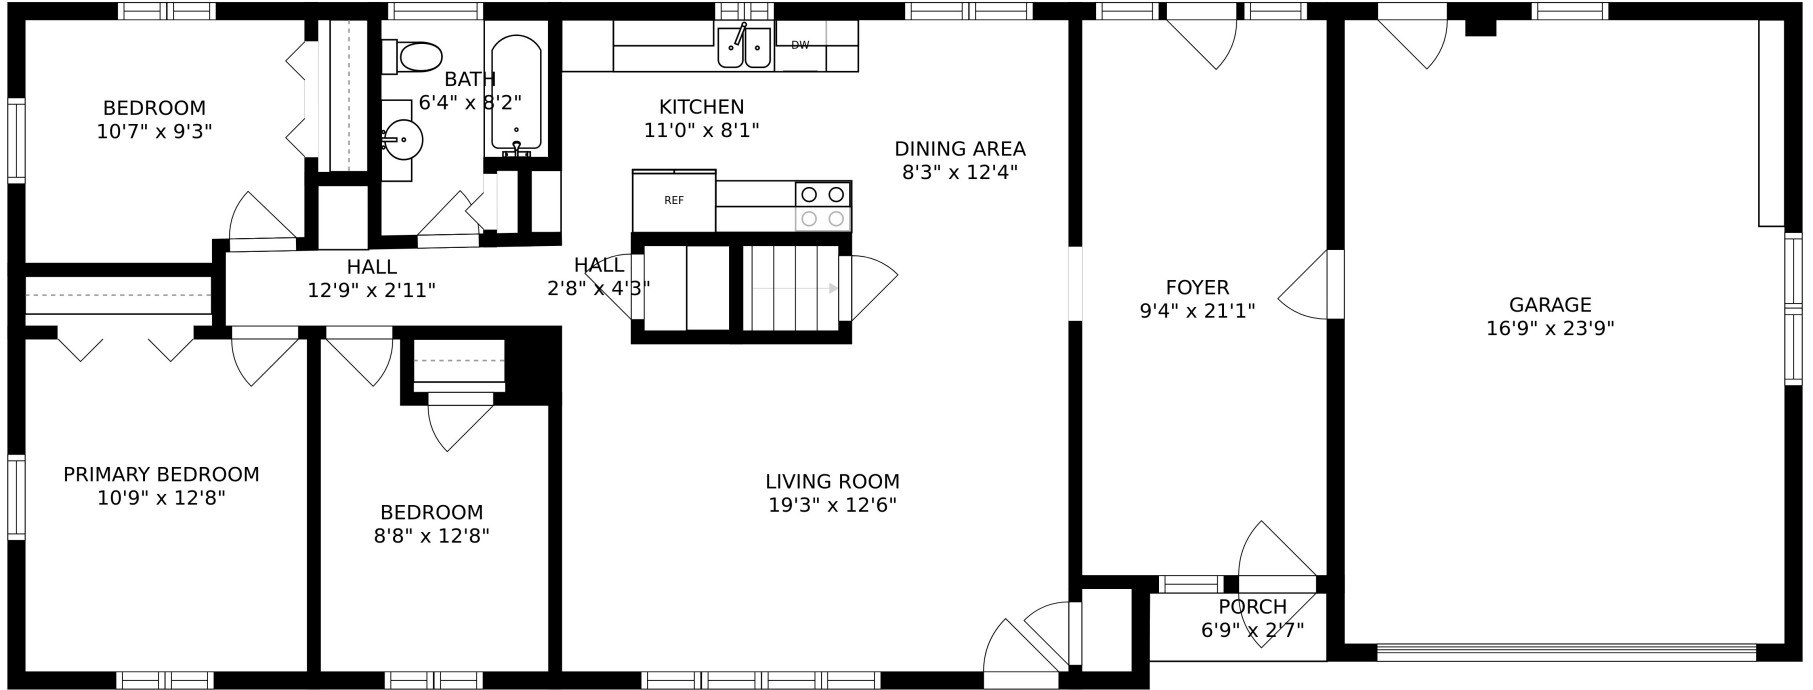 BEDROOM
10'7" x 9'3"
BATH
6'4" x 8'2"
KITCHEN
11'0" x 8'1"
DW
DINING AREA
8'3" x 12'4"
REF
HALL
12'9" x 2'11"
HALL
2'8" x 4'3"
FOYER
9'4" x 21'1"
GARAGE
16'9" x 23'9"
PRIMARY BEDROOM
10'9" x 12'8"
BEDROOM
8'8" x 12'8"
LIVING ROOM
19'3" x 12'6"
PORCH
6'9" x 2'7"